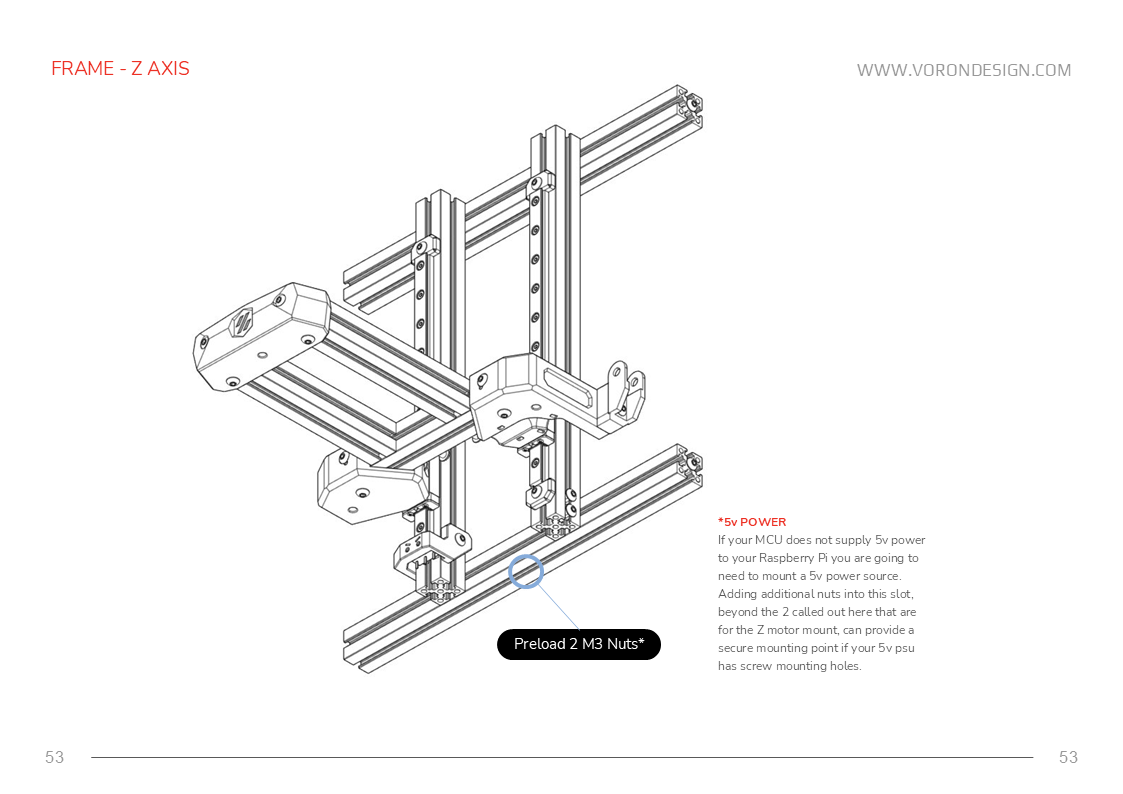 FRAME - Z AXIS
WWW.VORONDESIGN.COM
*5v POWER
If your MCU does not supply 5v power
to your Raspberry Pi you are going to
need to mount a 5v power source.
Adding additional nuts into this slot,
beyond the 2 called out here that are
for the Z motor mount, can provide a
secure mounting point if your 5v psu
has screw mounting holes.
Preload 2 M3 Nuts*
53
53